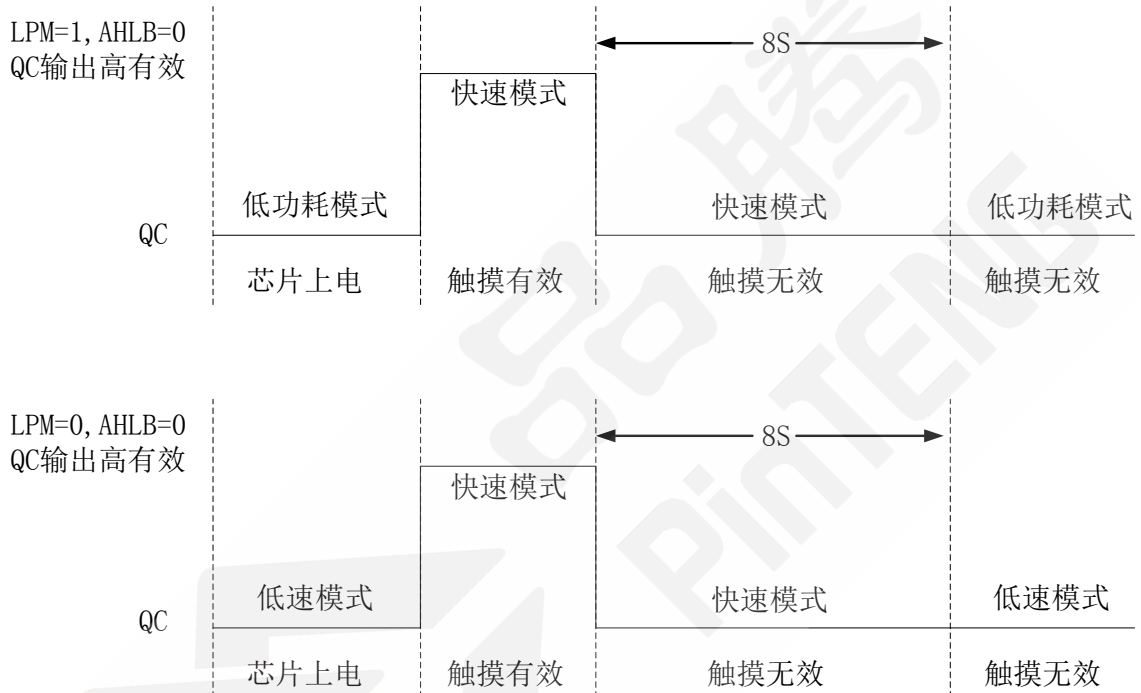 LPM=1, AHLB=0
QC输出高有效
8S
快速模式
低功耗模式
快速模式
低功耗模式
QC
芯片上电
触摸有效
触摸无效
触摸无效
LPM=0, AHLB=0
QC输出高有效
8S
快速模式
低速模式
快速模式
低速模式
QC
芯片上电
触摸有效
触摸无效
触摸无效
品腾
PinTENG